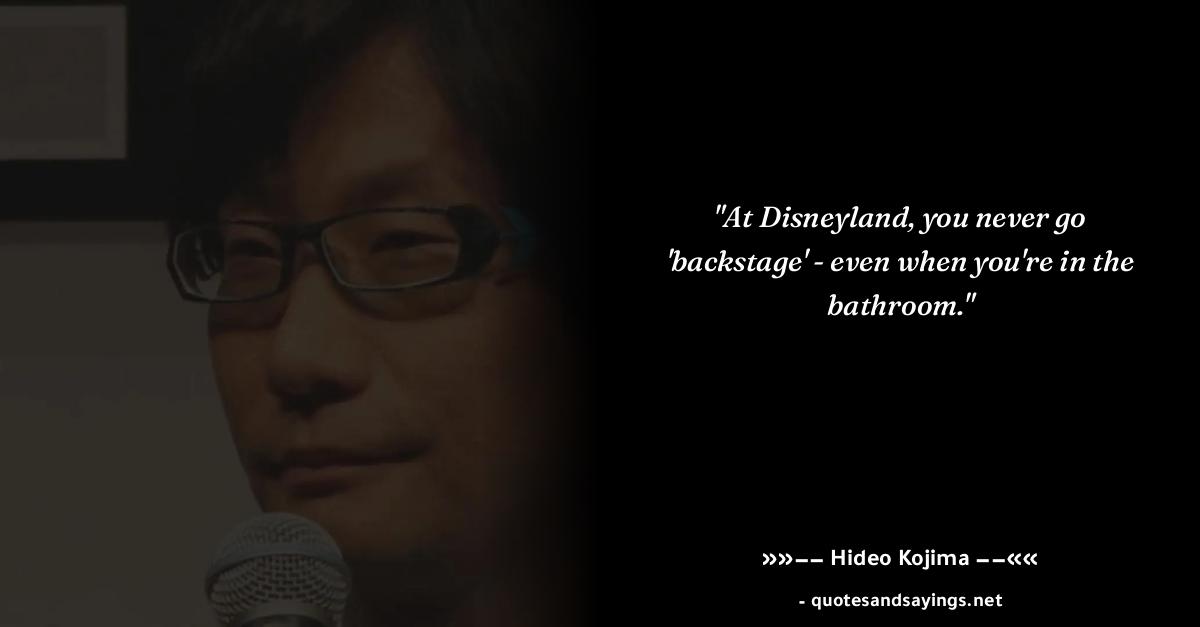 "At Disneyland, you never go
'backstage' - even when you're in the
bathroom."
»»−− Hideo Kojima −−««
- quotesandsayings.net